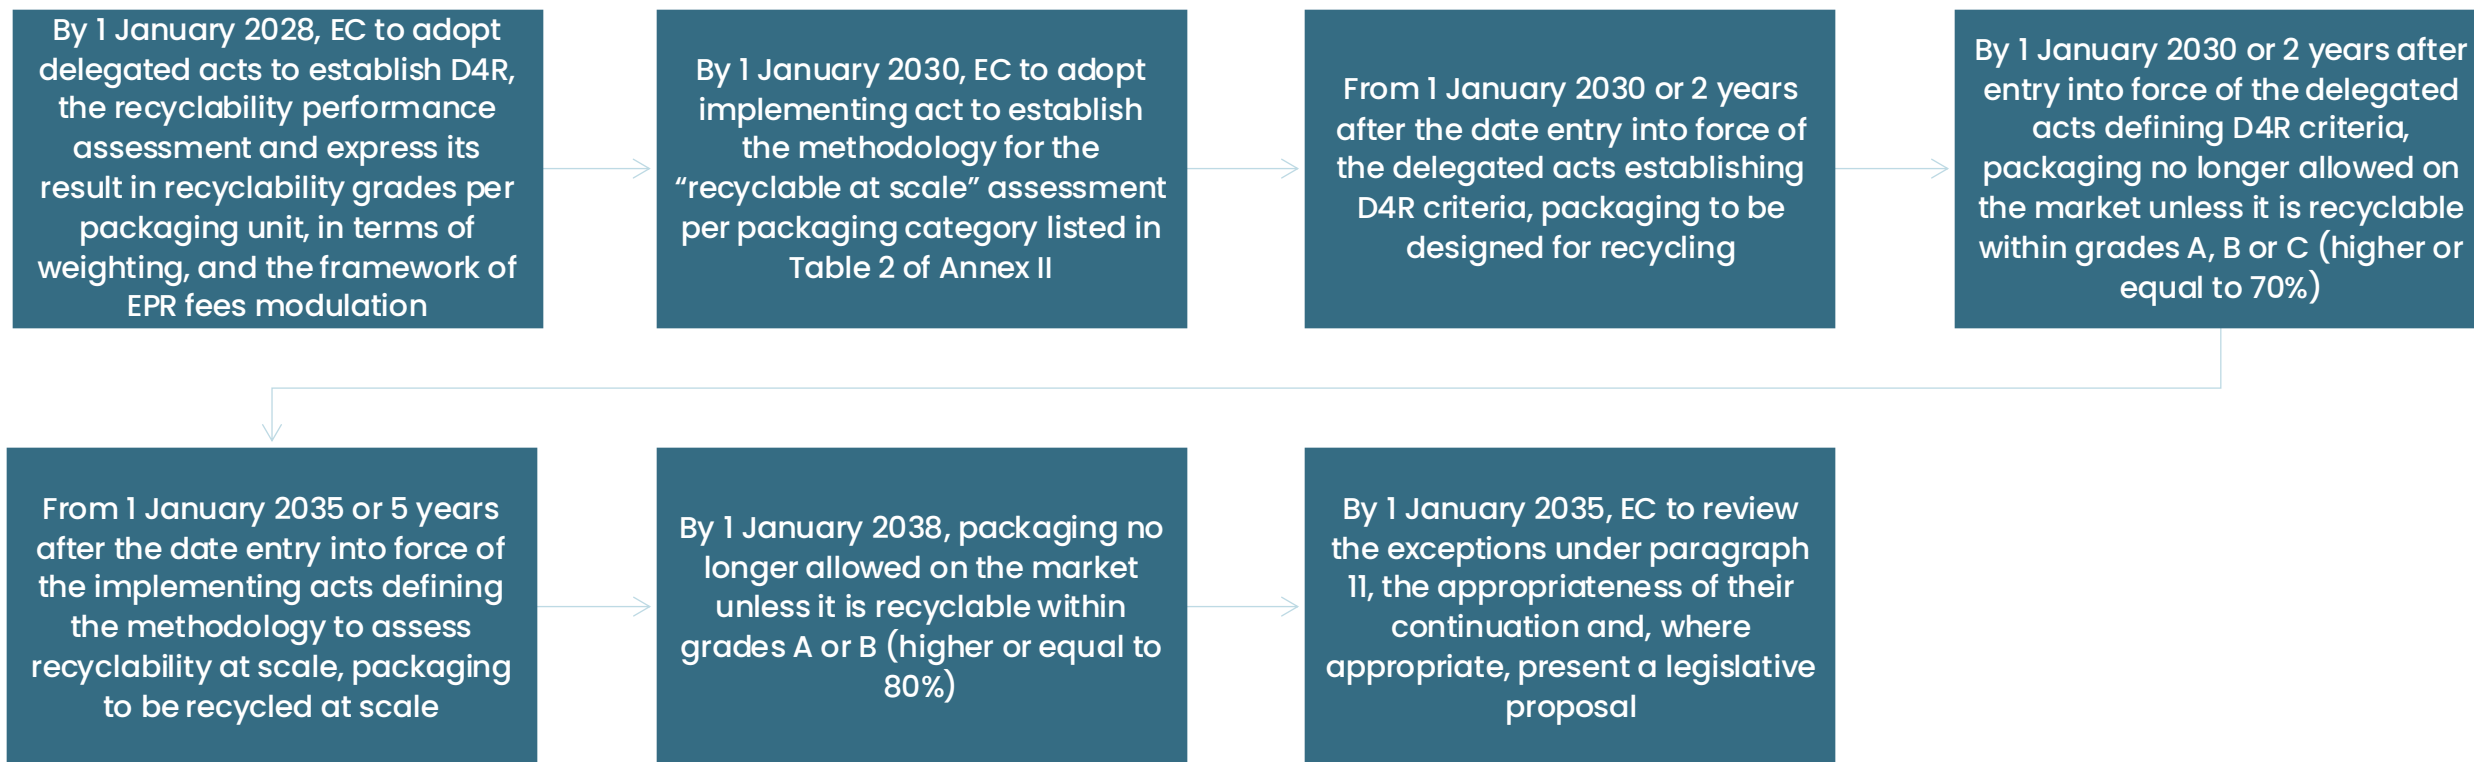 By 1 January 2028, EC to adopt
delegated acts to establish D4R,
the recyclability performance
assessment and express its
result in recyclability grades per
packaging unit, in terms of
weighting, and the framework of
EPR fees modulation
By 1 January 2030, EC to adopt
implementing act to establish
the methodology for the
“recyclable at scale” assessment
per packaging category listed in
Table 2 of Annex II
From 1 January 2030 or 2 years
after the date entry into force of
the delegated acts establishing
D4R criteria, packaging to be
designed for recycling
By 1 January 2030 or 2 years after
entry into force of the delegated
acts defining D4R criteria,
packaging no longer allowed on
the market unless it is recyclable
within grades A, B or C (higher or
equal to 70%)
From 1 January 2035 or 5 years
after the date entry into force of
the implementing acts defining
the methodology to assess
recyclability at scale, packaging
to be recycled at scale
By 1 January 2038, packaging no
longer allowed on the market
unless it is recyclable within
grades A or B (higher or equal to
80%)
By 1 January 2035, EC to review
the exceptions under paragraph
11, the appropriateness of their
continuation and, where
appropriate, present a legislative
proposal